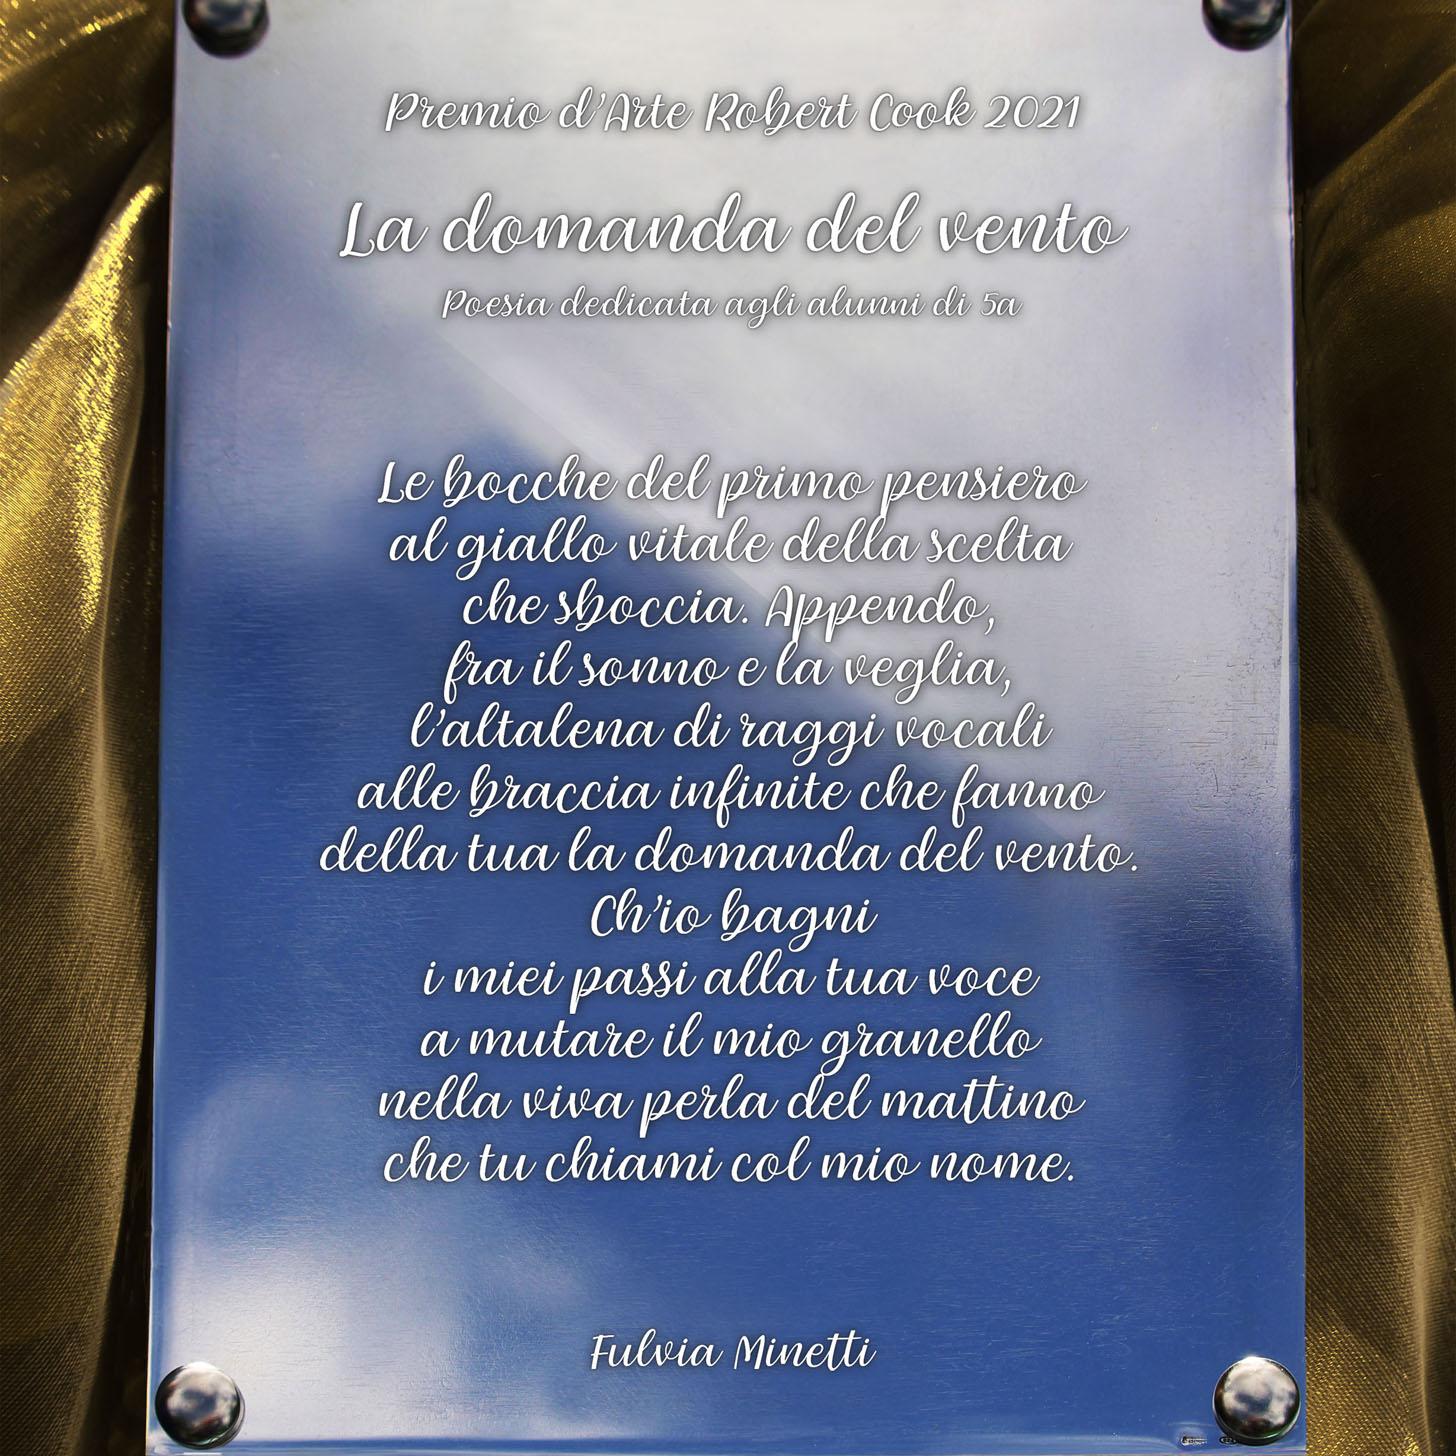 Premio d'Arte Robert Cook 2021
La domanda del vento
Poesia dedicata agli alunni di 5a
Le bocche del primo pensiero
al giallo vitale della scelta
che sboccia. Appendo,
fra il sonno e la veglia,
l'altalena di raggi vocali
alle braccia infinite che fanno
della tua la domanda del vento.
Ch'io bagni
i miei passi alla tua voce
a mutare il mio granello
nella viva perla del mattino
che tu chiami col mio nome.
Fulvia Minetti